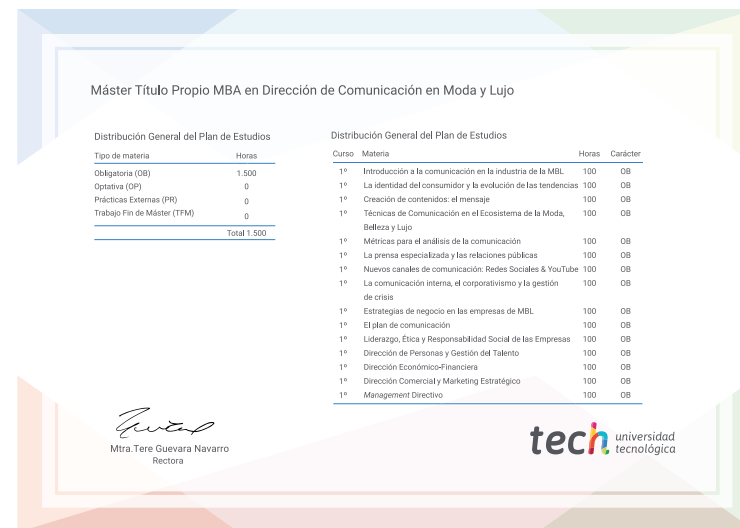 Máster Título Propio MBA en Dirección de Comunicación en Moda y Lujo
Distribución General del Plan de Estudios
Tipo de materia Horas
Obligatoria (OB) 1.500
Optativa (OP) 0
Prácticas Externas (PR) 0
Trabajo Fin de Máster (TFM) 0
Total 1.500
Distribución General del Plan de Estudios
Curso Materia Horas Carácter
1º Introducción a la comunicación en la industria de la MBL 100 OB
1º La identidad del consumidor y la evolución de las tendencias 100 OB
1º Creación de contenidos: el mensaje 100 OB
1º Técnicas de Comunicación en el Ecosistema de la Moda, 100 OB
Belleza y Lujo
1º Métricas para el análisis de la comunicación 100 OB
1º La prensa especializada y las relaciones públicas 100 OB
1º Nuevos canales de comunicación: Redes Sociales & YouTube 100 OB
1º La comunicación interna, el corporativismo y la gestión 100 OB
de crisis
1º Estrategias de negocio en las empresas de MBL 100 OB
1º El plan de comunicación 100 OB
1º Liderazgo, Ética y Responsabilidad Social de las Empresas 100 OB
1º Dirección de Personas y Gestión del Talento 100 OB
1º Dirección Económico-Financiera 100 OB
1º Dirección Comercial y Marketing Estratégico 100 OB
1º Management Directivo 100 OB
Mtra.Tere Guevara Navarro
Rectora
tech universidad
tecnológica